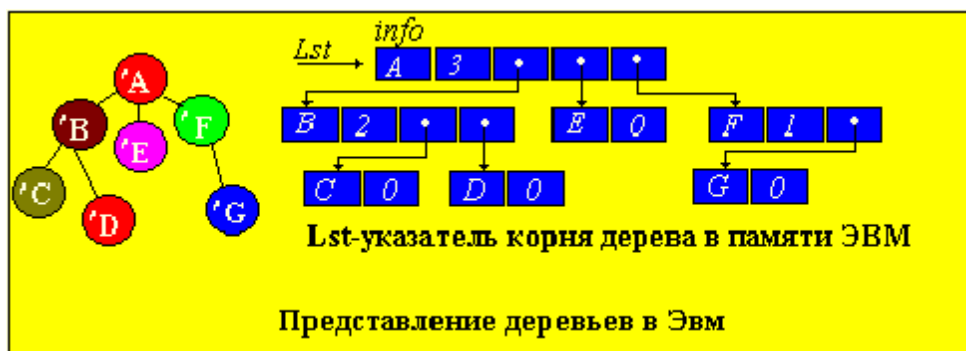 info
Lst
A 3
'A
'B
'E
'F
B 2
E 0
F 1
'C
'D
'G
C 0
D 0
G 0
Lst-указатель корня дерева в памяти ЭВМ
Представление деревьев в Эвм